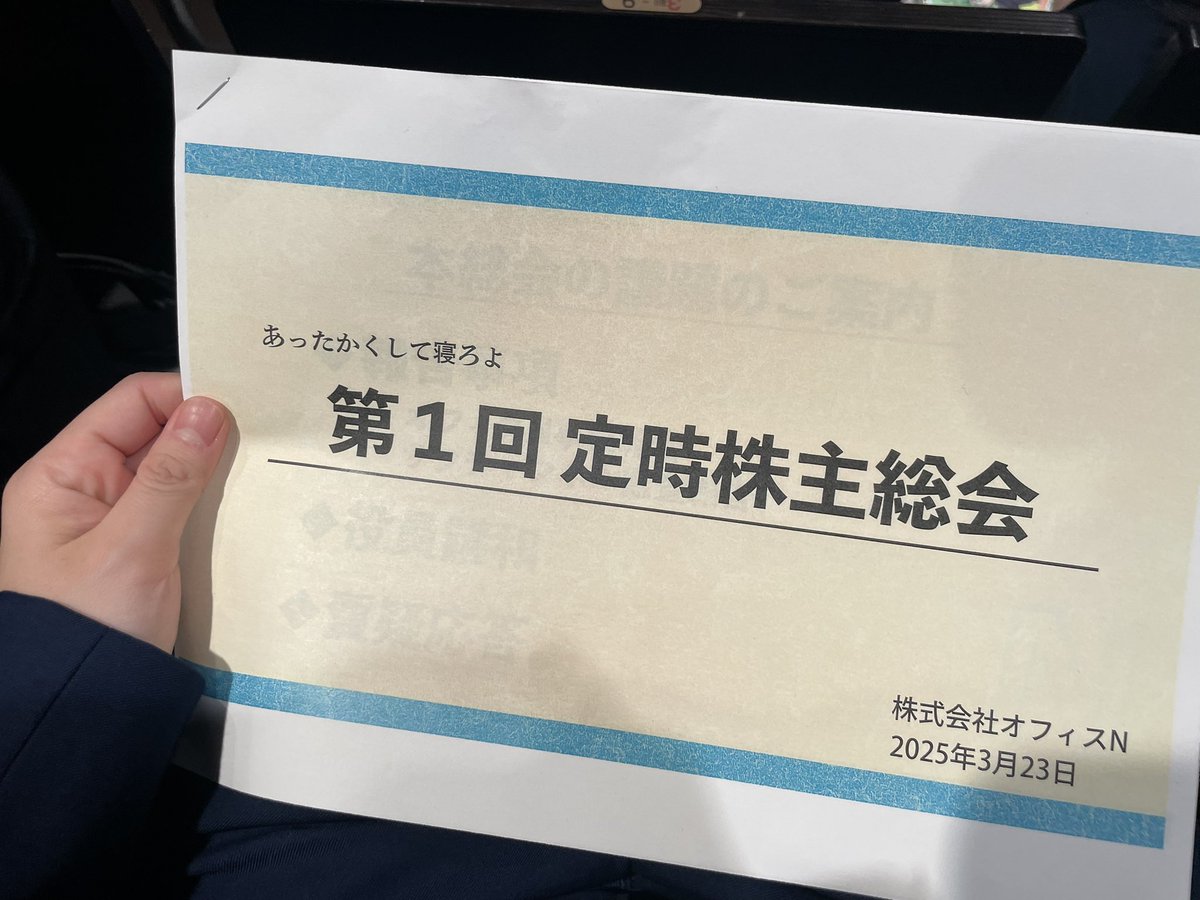 あったかくして寝ろよ
第1回 定時株主総会
株式会社オフィスN
2025年3月23日